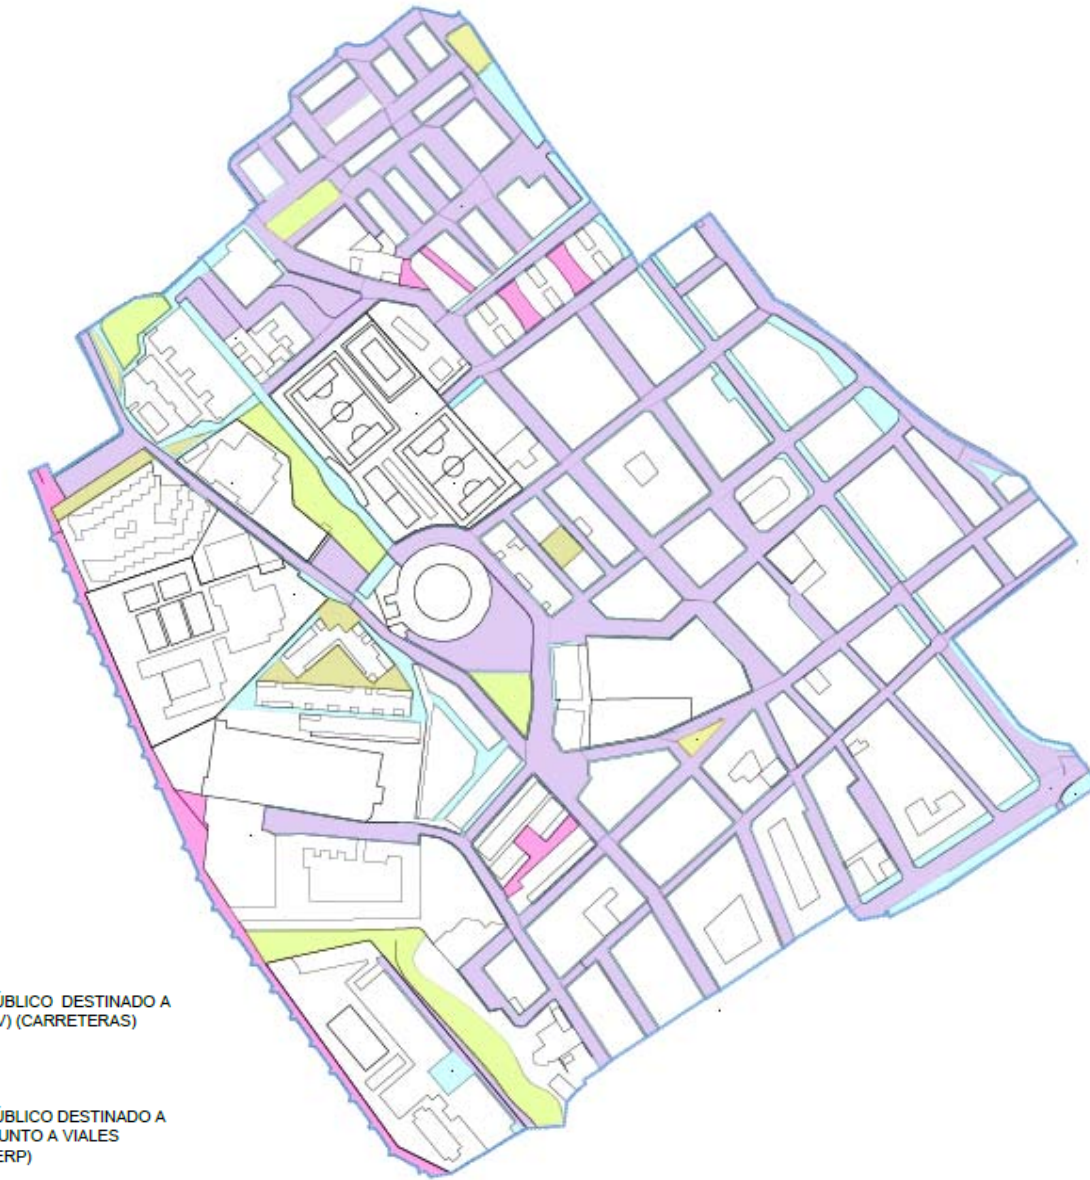 ÚBLICO DESTINADO A
V) (CARRETERAS)
ÚBLICO DESTINADO A
UNTO A VIALES
ERP)